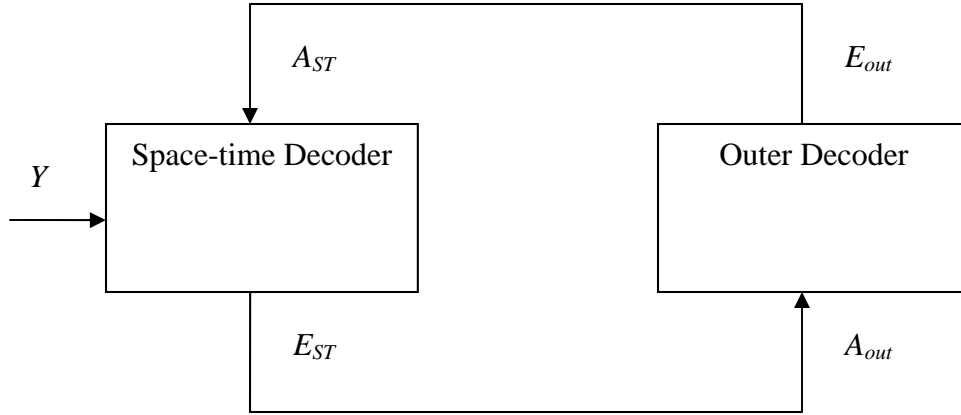 A_ST
E_out
Space-time Decoder
Outer Decoder
Y
E_ST
A_out